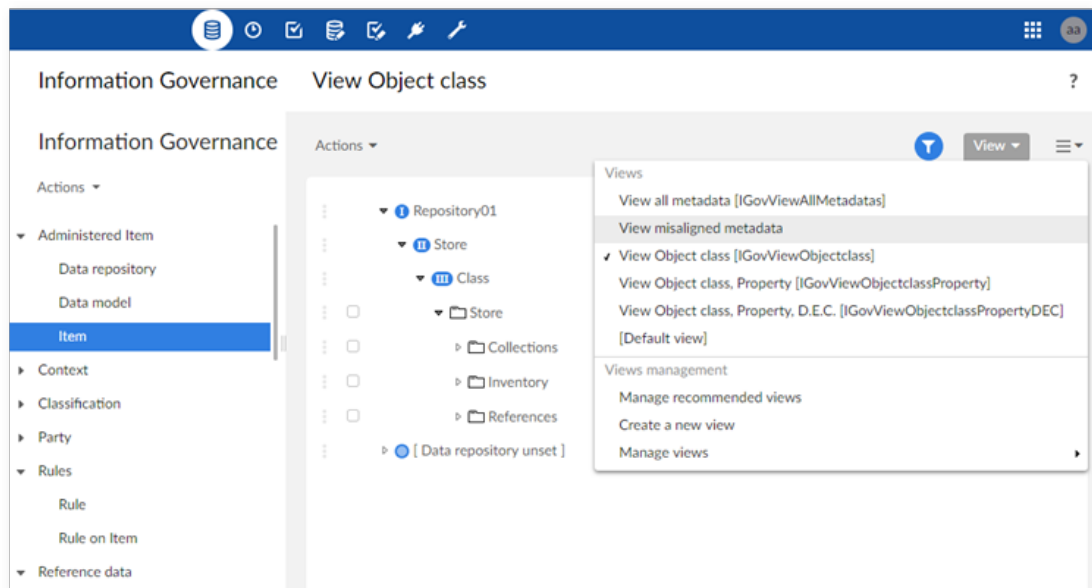 aa
Information Governance
View Object class
?
Information Governance
Actions
Administered Item
Data repository
Data model
Item
Context
Classification
Party
Rules
Rule
Rule on Item
Reference data
Actions
View
I Repository01
II Store
III Class
Store
Collections
Inventory
References
[ Data repository unset ]
Views
View all metadata [IGovViewAllMetadatas]
View misaligned metadata
View Object class [IGovViewObjectclass]
View Object class, Property [IGovViewObjectclassProperty]
View Object class, Property, D.E.C. [IGovViewObjectclassPropertyDEC]
[Default view]
Views management
Manage recommended views
Create a new view
Manage views